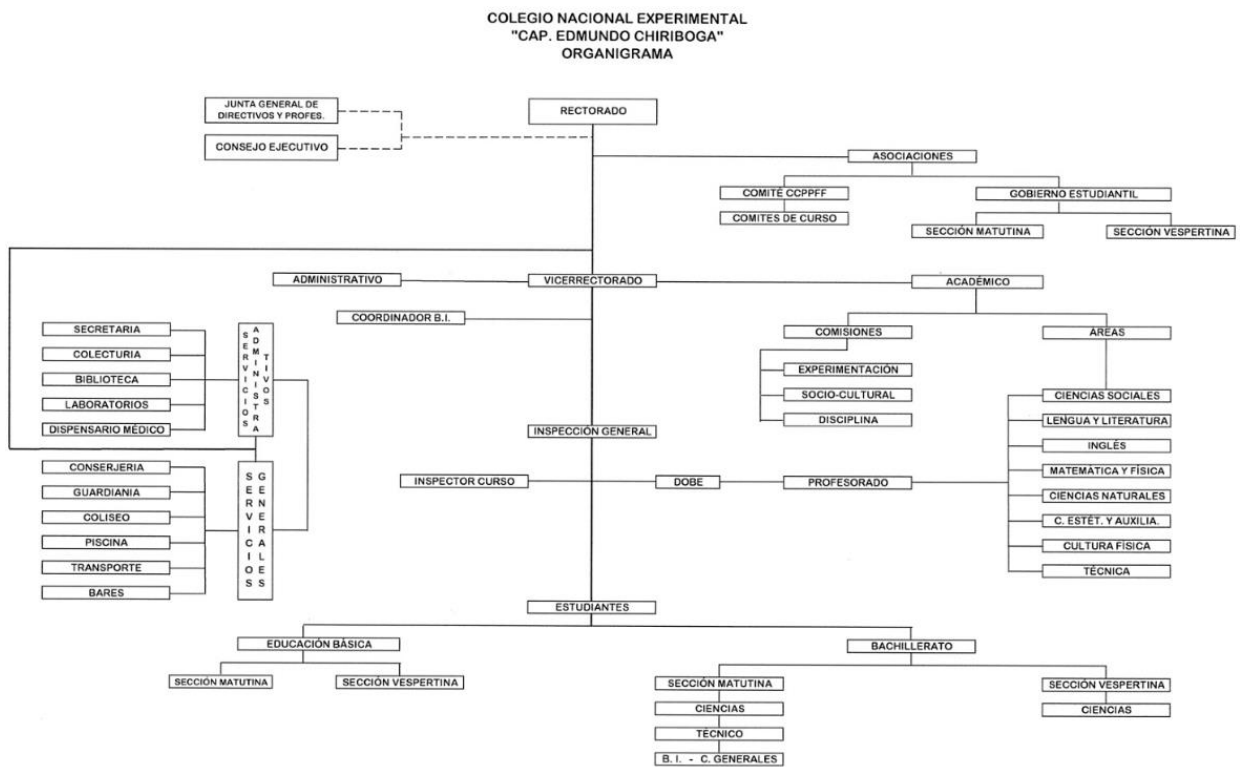 COLEGIO NACIONAL EXPERIMENTAL
"CAP. EDMUNDO CHIRIBOGA"
ORGANIGRAMA
JUNTA GENERAL DE
DIRECTIVOS Y PROFES.
CONSEJO EJECUTIVO
RECTORADO
ASOCIACIONES
COMITÉ CCPPFF
COMITES DE CURSO
GOBIERNO ESTUDIANTIL
SECCIÓN MATUTINA
SECCIÓN VESPERTINA
ADMINISTRATIVO
VICERRECTORADO
ACADÉMICO
COORDINADOR B.I.
SECRETARIA
COLECTURIA
BIBLIOTECA
LABORATORIOS
DISPENSARIO MÉDICO
SERVICIOS
ADMINISTRA
TIVOS
COMISIONES
EXPERIMENTACIÓN
SOCIO-CULTURAL
DISCIPLINA
ÁREAS
CIENCIAS SOCIALES
LENGUA Y LITERATURA
INGLÉS
MATEMÁTICA Y FÍSICA
CIENCIAS NATURALES
C. ESTÉT. Y AUXILIA.
CULTURA FÍSICA
TÉCNICA
INSPECCIÓN GENERAL
INSPECTOR CURSO
DOBE
PROFESORADO
CONSERJERIA
GUARDIANIA
COLISEO
PISCINA
TRANSPORTE
BARES
SERVICIOS
GENERALES
ESTUDIANTES
EDUCACIÓN BÁSICA
SECCIÓN MATUTINA
SECCIÓN VESPERTINA
BACHILLERATO
SECCIÓN MATUTINA
CIENCIAS
TÉCNICO
B. I. - C. GENERALES
SECCIÓN VESPERTINA
CIENCIAS